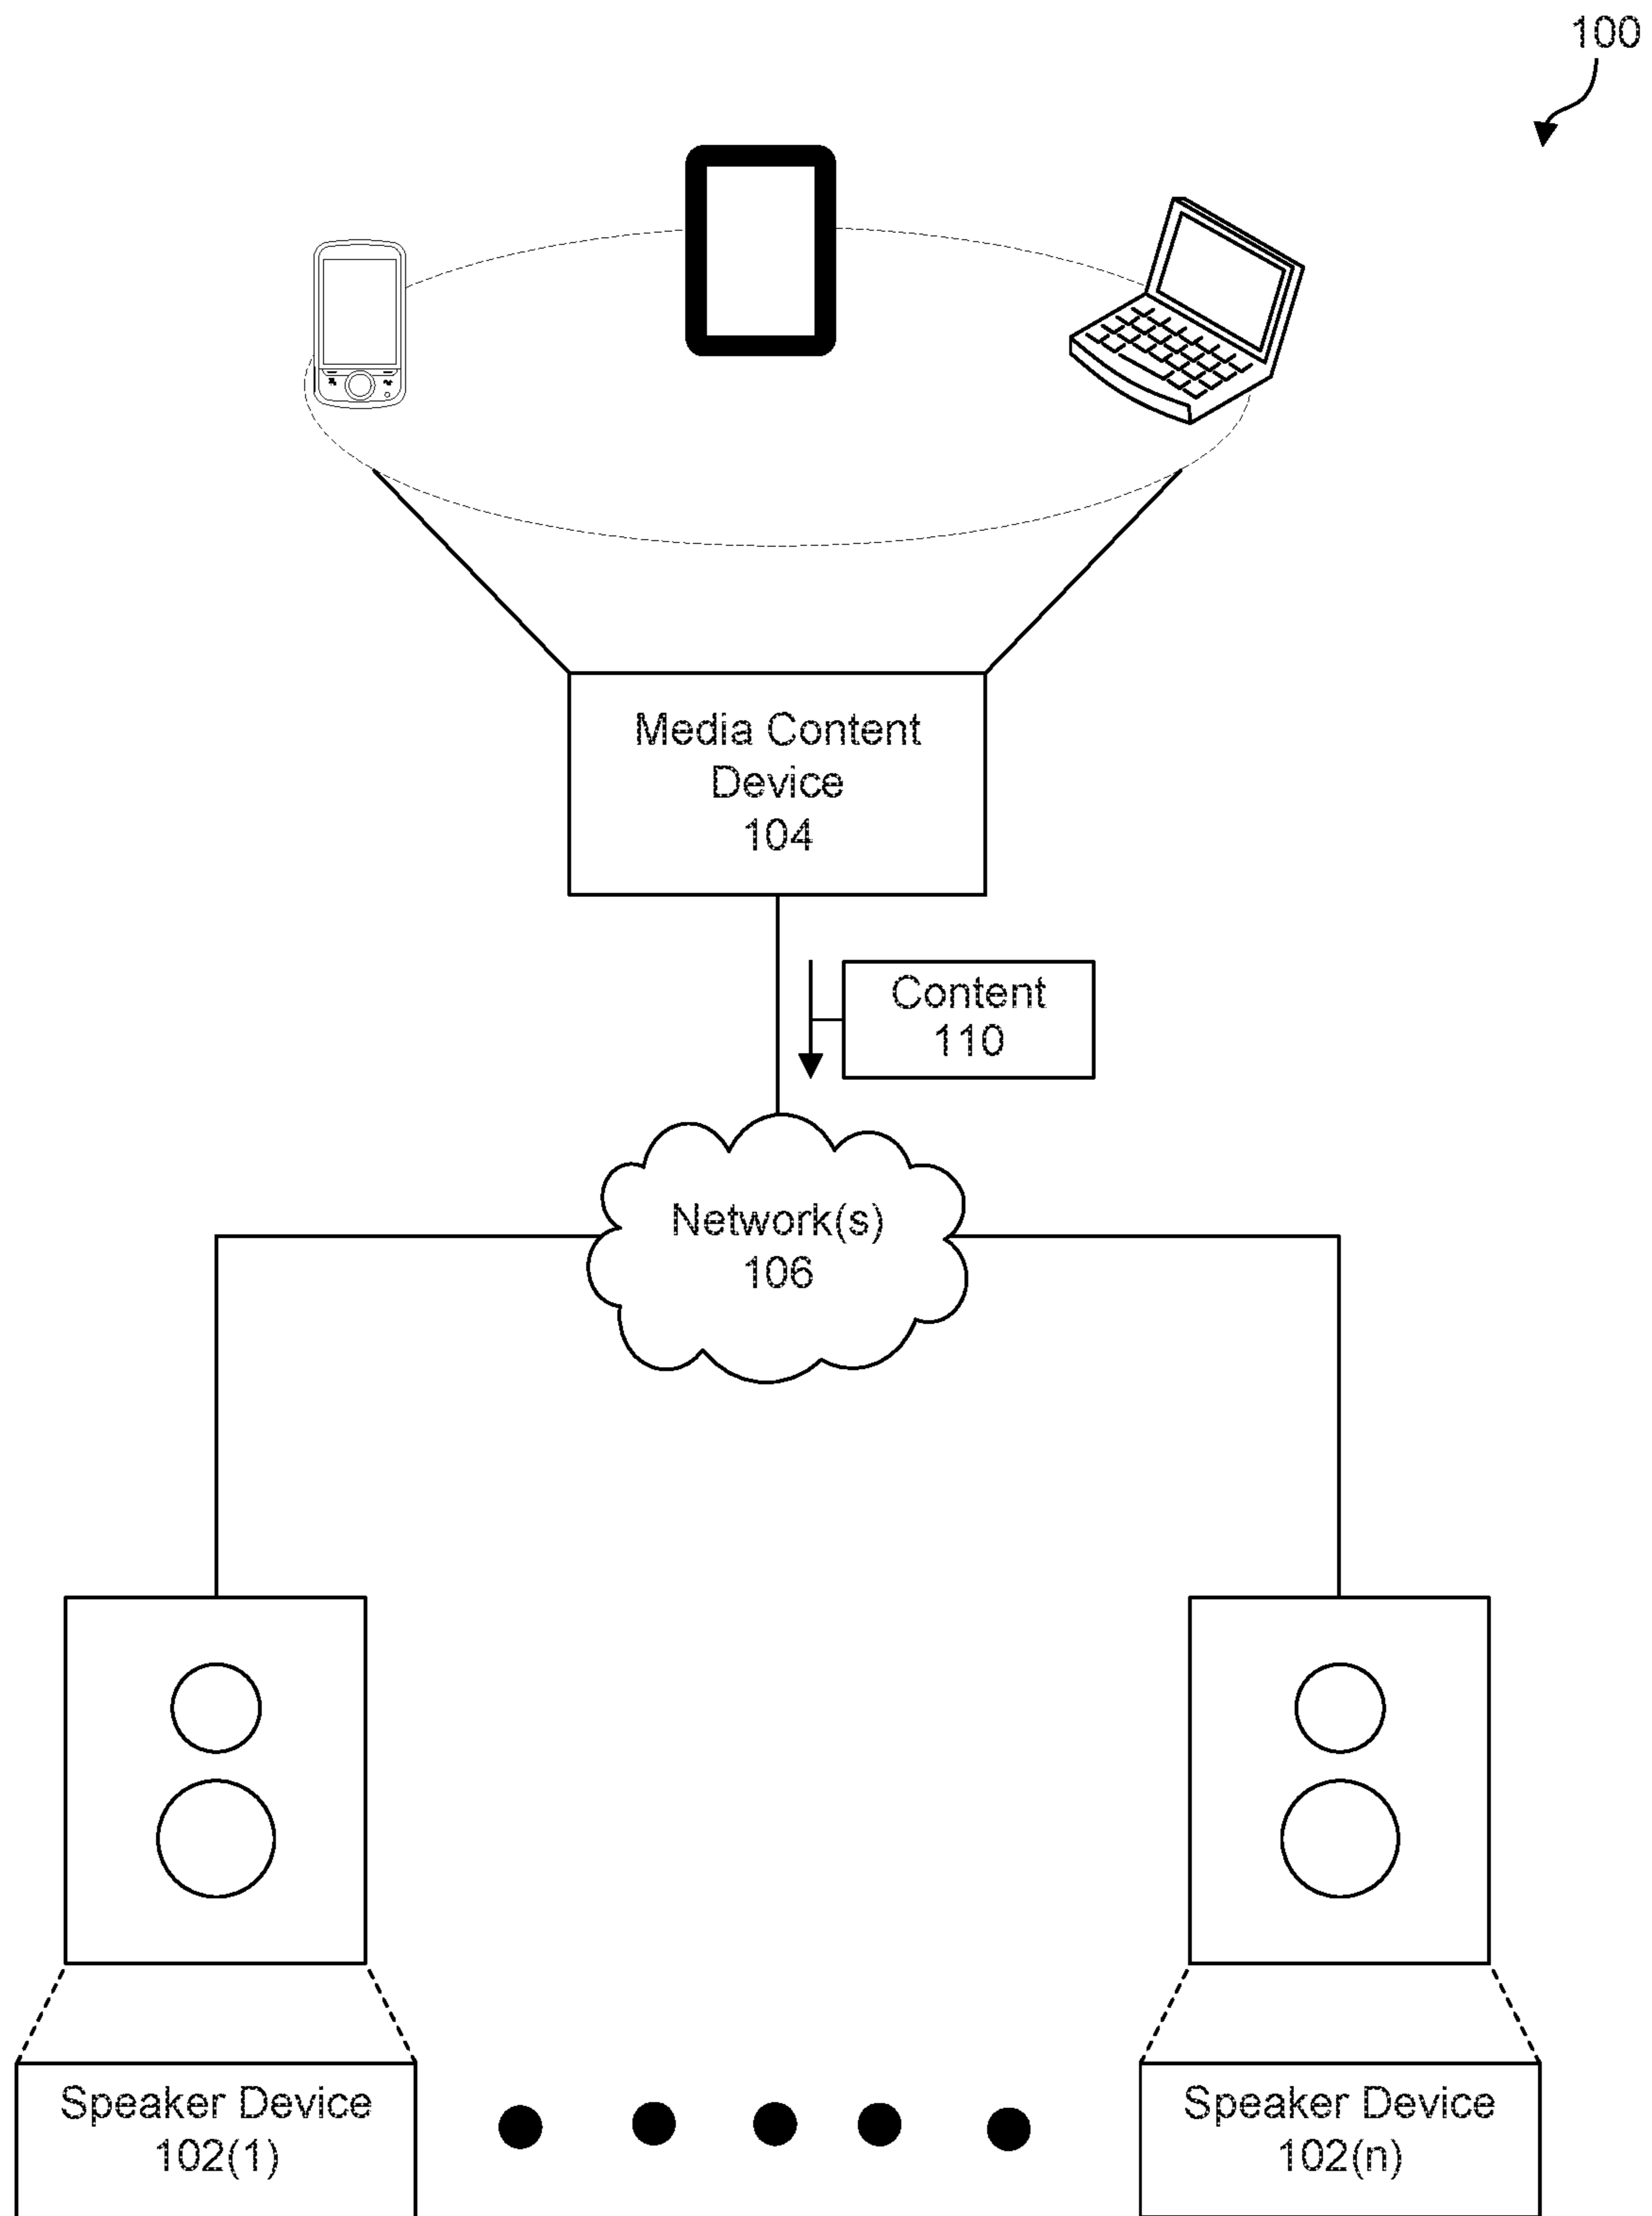 100
Media Content
Device
104
Content
110
Network(s)
106
Speaker Device
102(1)
Speaker Device
102(n)